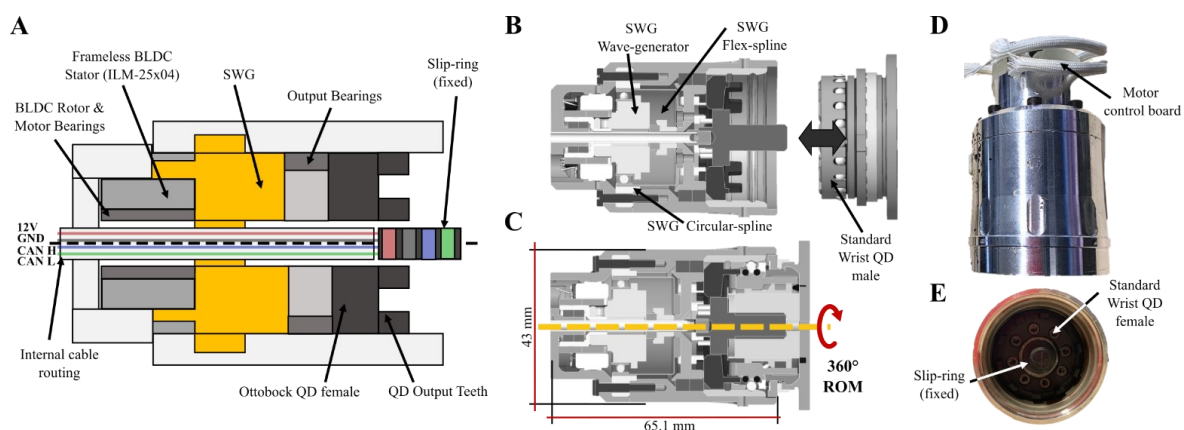 A
Frameless BLDC
Stator (ILM-25x04)
SWG
Slip-ring
(fixed)
BLDC Rotor &
Motor Bearings
Output Bearings
12V
GND
CAN H
CAN L
Internal cable
routing
Ottobock QD female
QD Output Teeth
B
SWG
Wave-generator
SWG
Flex-spline
SWG Circular-spline
Standard
Wrist QD
male
C
43 mm
65.1 mm
360°
ROM
D
Motor
control board
E
Standard
Wrist QD
female
Slip-ring
(fixed)